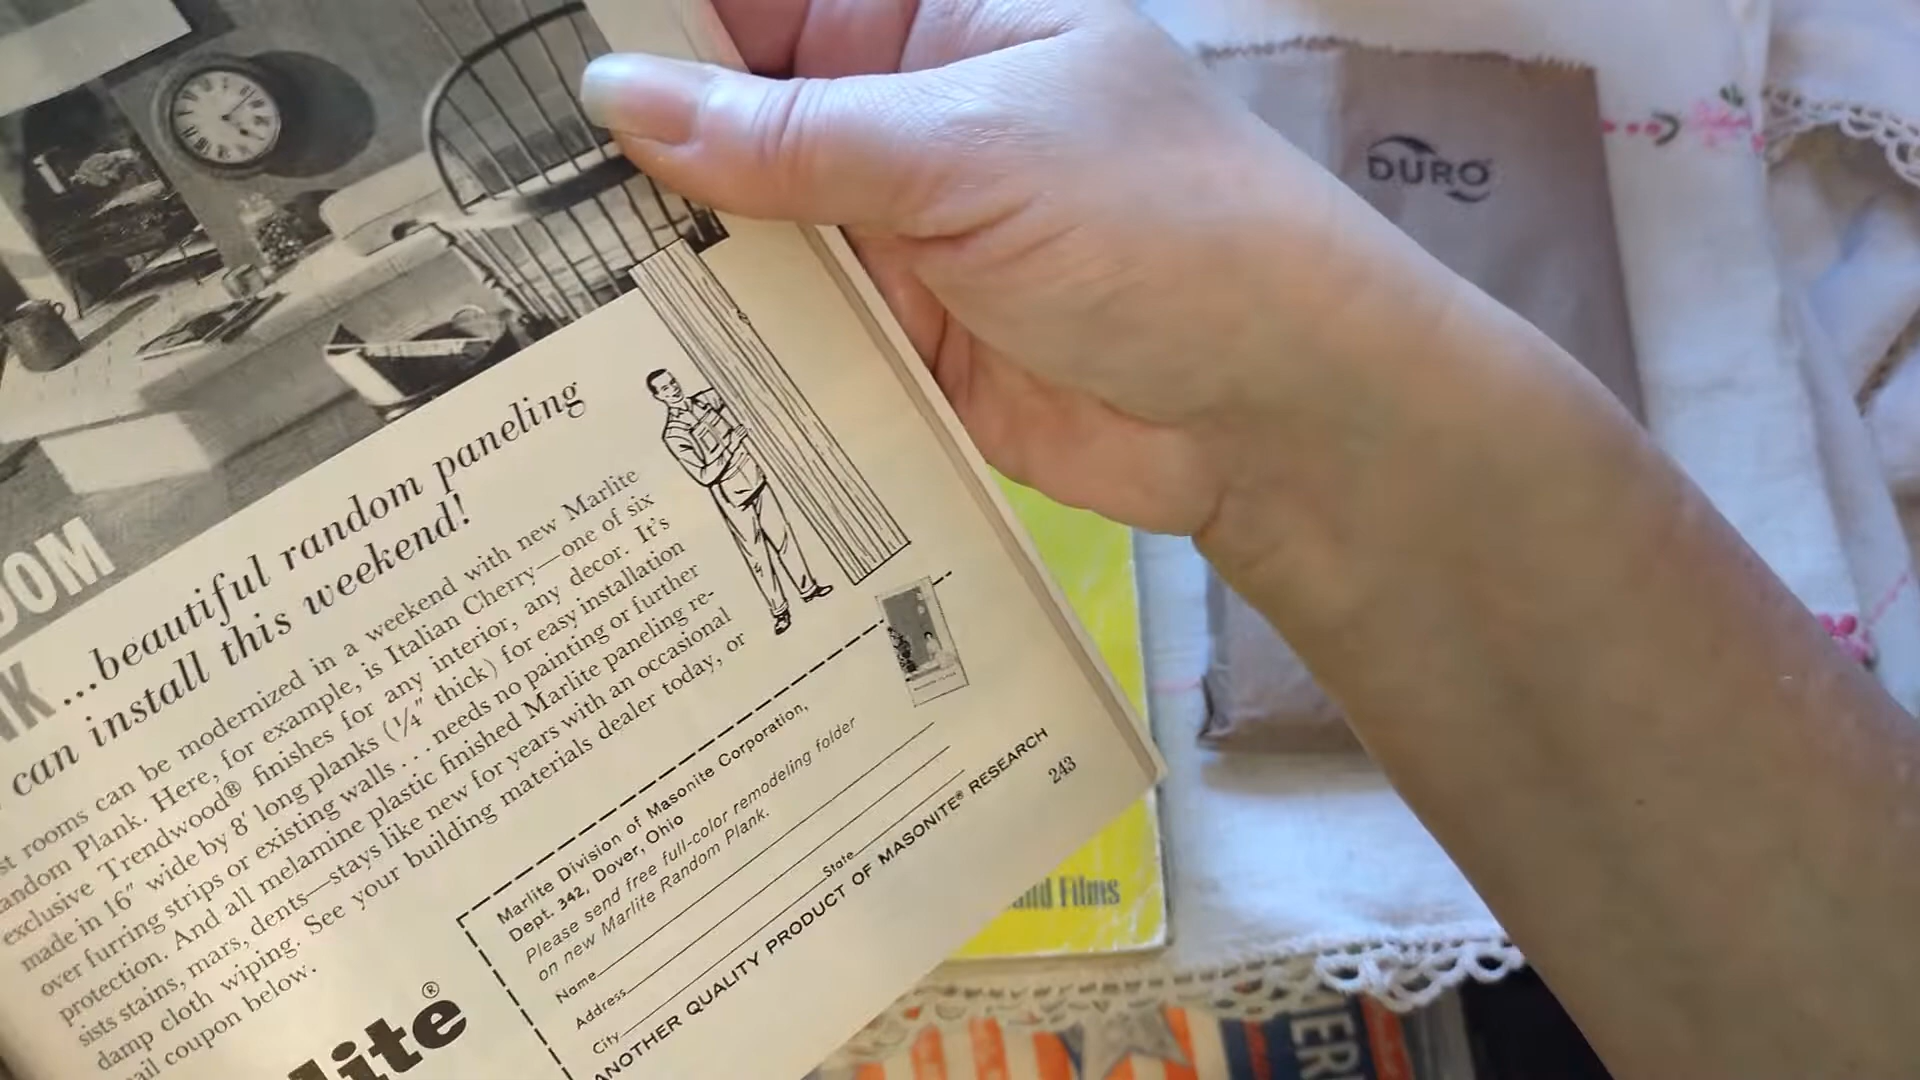 DURO
OOM
NK ...beautiful random paneling
can install this weekend!
st rooms can be modernized in a weekend with new Marlite
andom Plank. Here, for example, is Italian Cherry—one of six
exclusive Trendwood® finishes for any interior, any decor. It's
made in 16" wide by 8' long planks (1/4" thick) for easy installation
over furring strips or existing walls . . . needs no painting or further
protection. And all melamine plastic finished Marlite paneling re-
sists stains, mars, dents—stays like new for years with an occasional
damp cloth wiping. See your building materials dealer today, or
ail coupon below.
lite®
Marlite Division of Masonite Corporation,
Dept. 342, Dover, Ohio
Please send free full-color remodeling folder
on new Marlite Random Plank.
Name
Address
City State
ANOTHER QUALITY PRODUCT OF MASONITE® RESEARCH
243
and Films
ERI